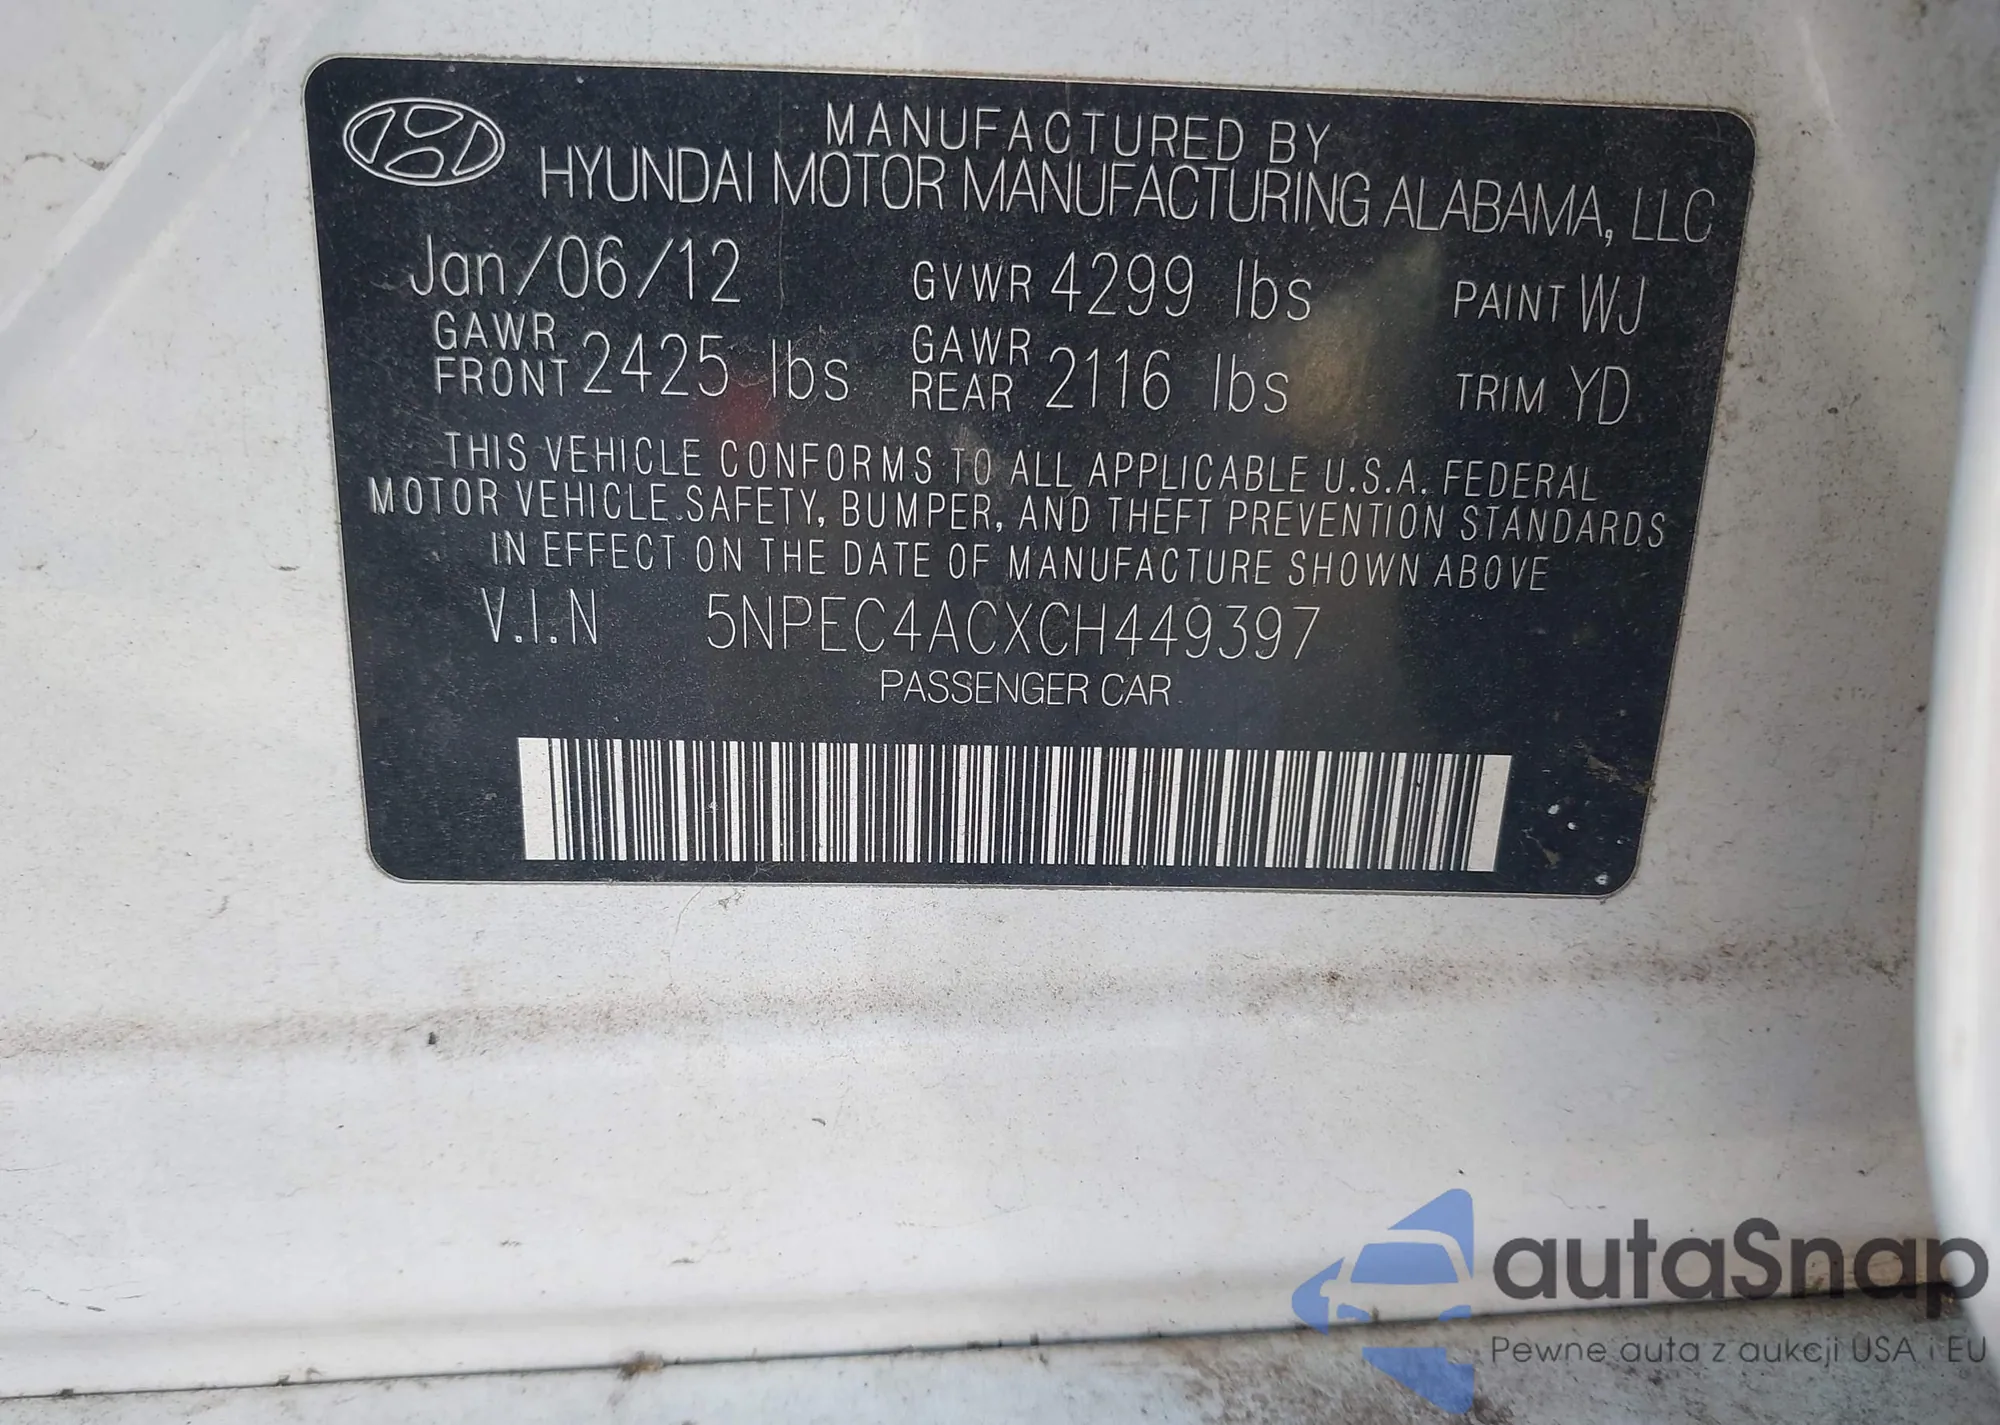 MANUFACTURED BY
HYUNDAI MOTOR MANUFACTURING ALABAMA, LLC
Jan/06/12 GVWR 4299 lbs PAINT WJ
GAWR FRONT 2425 lbs GAWR REAR 2116 lbs TRIM YD
THIS VEHICLE CONFORMS TO ALL APPLICABLE U.S.A. FEDERAL
MOTOR VEHICLE SAFETY, BUMPER, AND THEFT PREVENTION STANDARDS
IN EFFECT ON THE DATE OF MANUFACTURE SHOWN ABOVE
V.I.N 5NPEC4ACXCH449397
PASSENGER CAR
autaSnap
Pewne auta z aukcji USA i EU